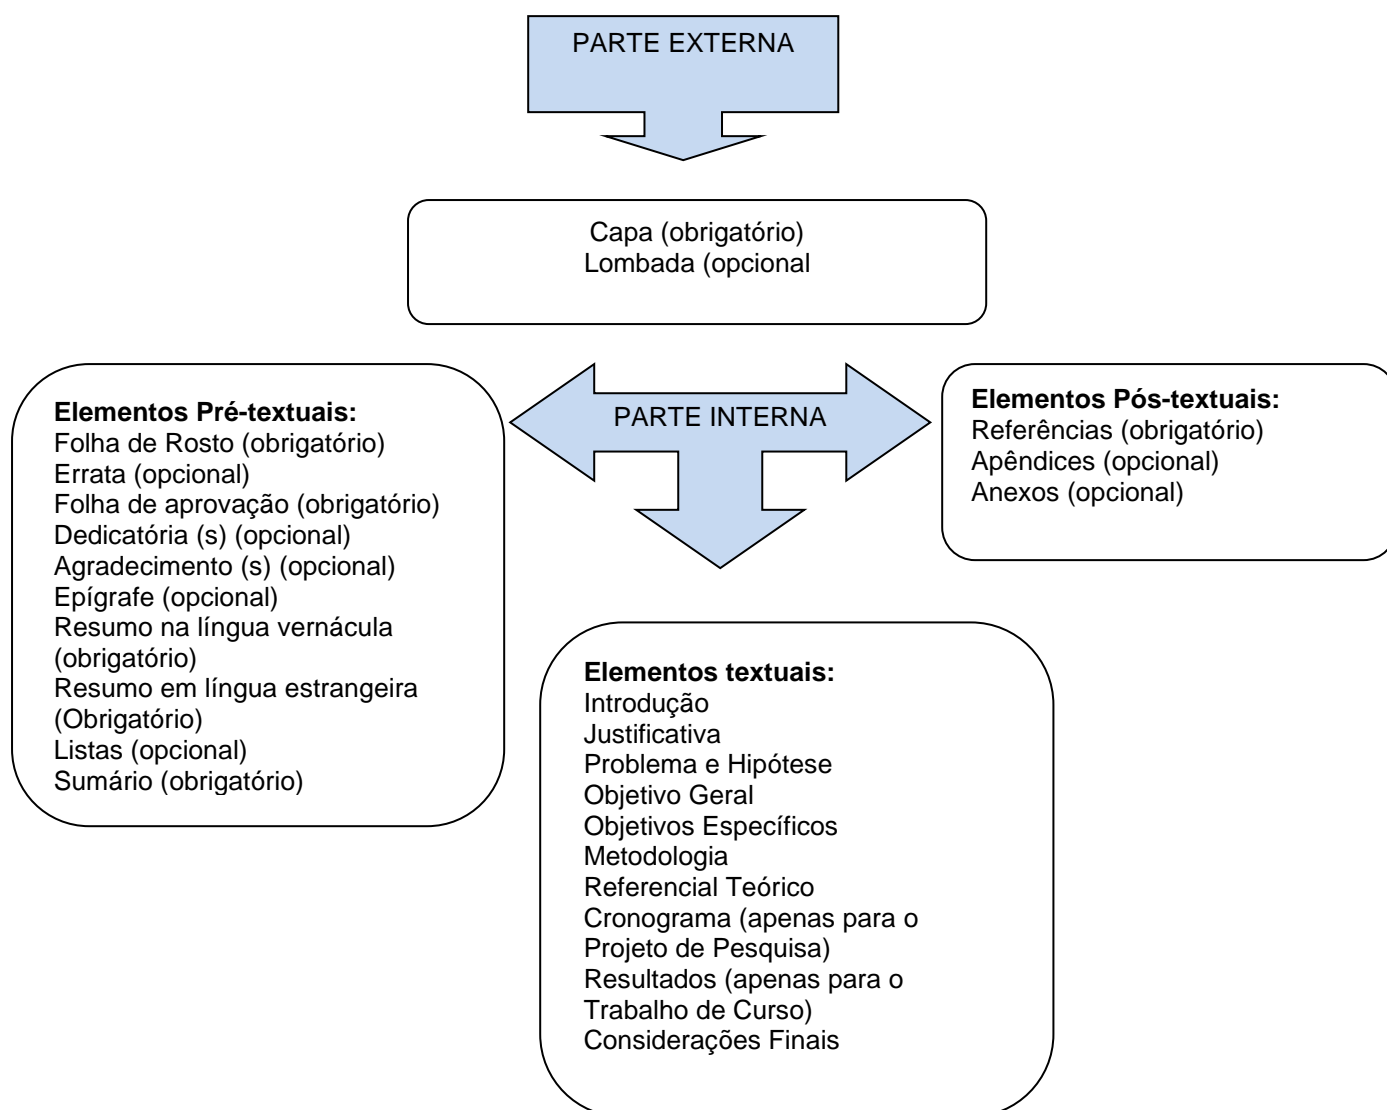 PARTE EXTERNA
Capa (obrigatório)
Lombada (opcional
PARTE INTERNA
Elementos Pré-textuais:
Folha de Rosto (obrigatório)
Errata (opcional)
Folha de aprovação (obrigatório)
Dedicatória (s) (opcional)
Agradecimento (s) (opcional)
Epígrafe (opcional)
Resumo na língua vernácula
(obrigatório)
Resumo em língua estrangeira
(Obrigatório)
Listas (opcional)
Sumário (obrigatório)
Elementos Pós-textuais:
Referências (obrigatório)
Apêndices (opcional)
Anexos (opcional)
Elementos textuais:
Introdução
Justificativa
Problema e Hipótese
Objetivo Geral
Objetivos Específicos
Metodologia
Referencial Teórico
Cronograma (apenas para o
Projeto de Pesquisa)
Resultados (apenas para o
Trabalho de Curso)
Considerações Finais